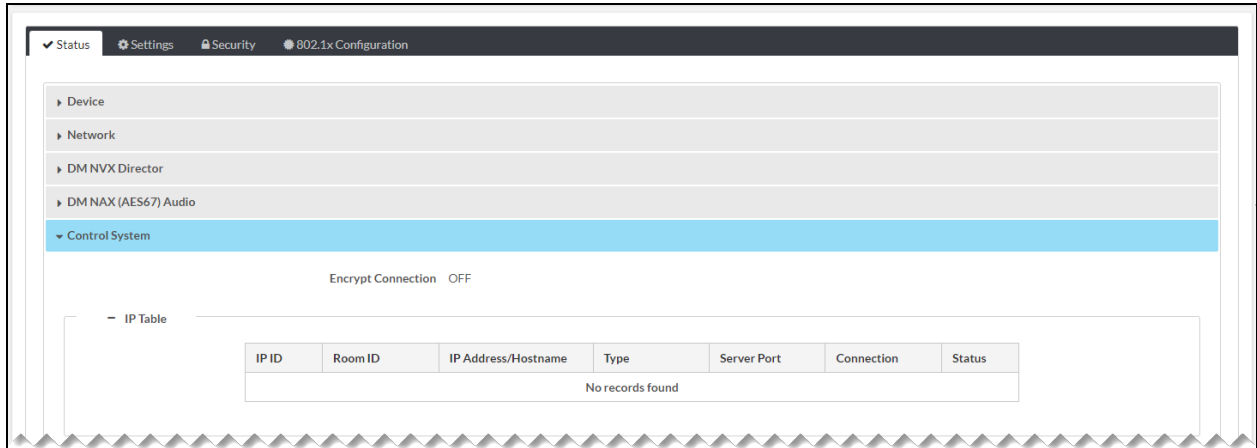 Status Settings Security 802.1x Configuration
Device
Network
DM NVX Director
DM NAX (AES67) Audio
Control System
Encrypt Connection OFF
IP Table
IP ID Room ID IP Address/Hostname Type Server Port Connection Status
No records found